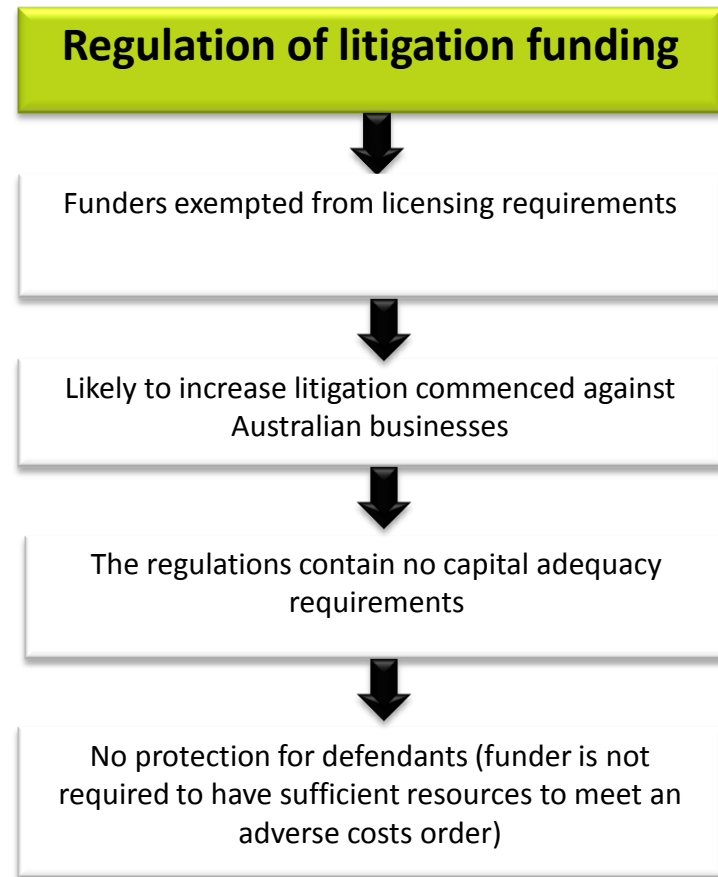 Regulation of litigation funding
Funders exempted from licensing requirements
Likely to increase litigation commenced against
Australian businesses
The regulations contain no capital adequacy
requirements
No protection for defendants (funder is not
required to have sufficient resources to meet an
adverse costs order)